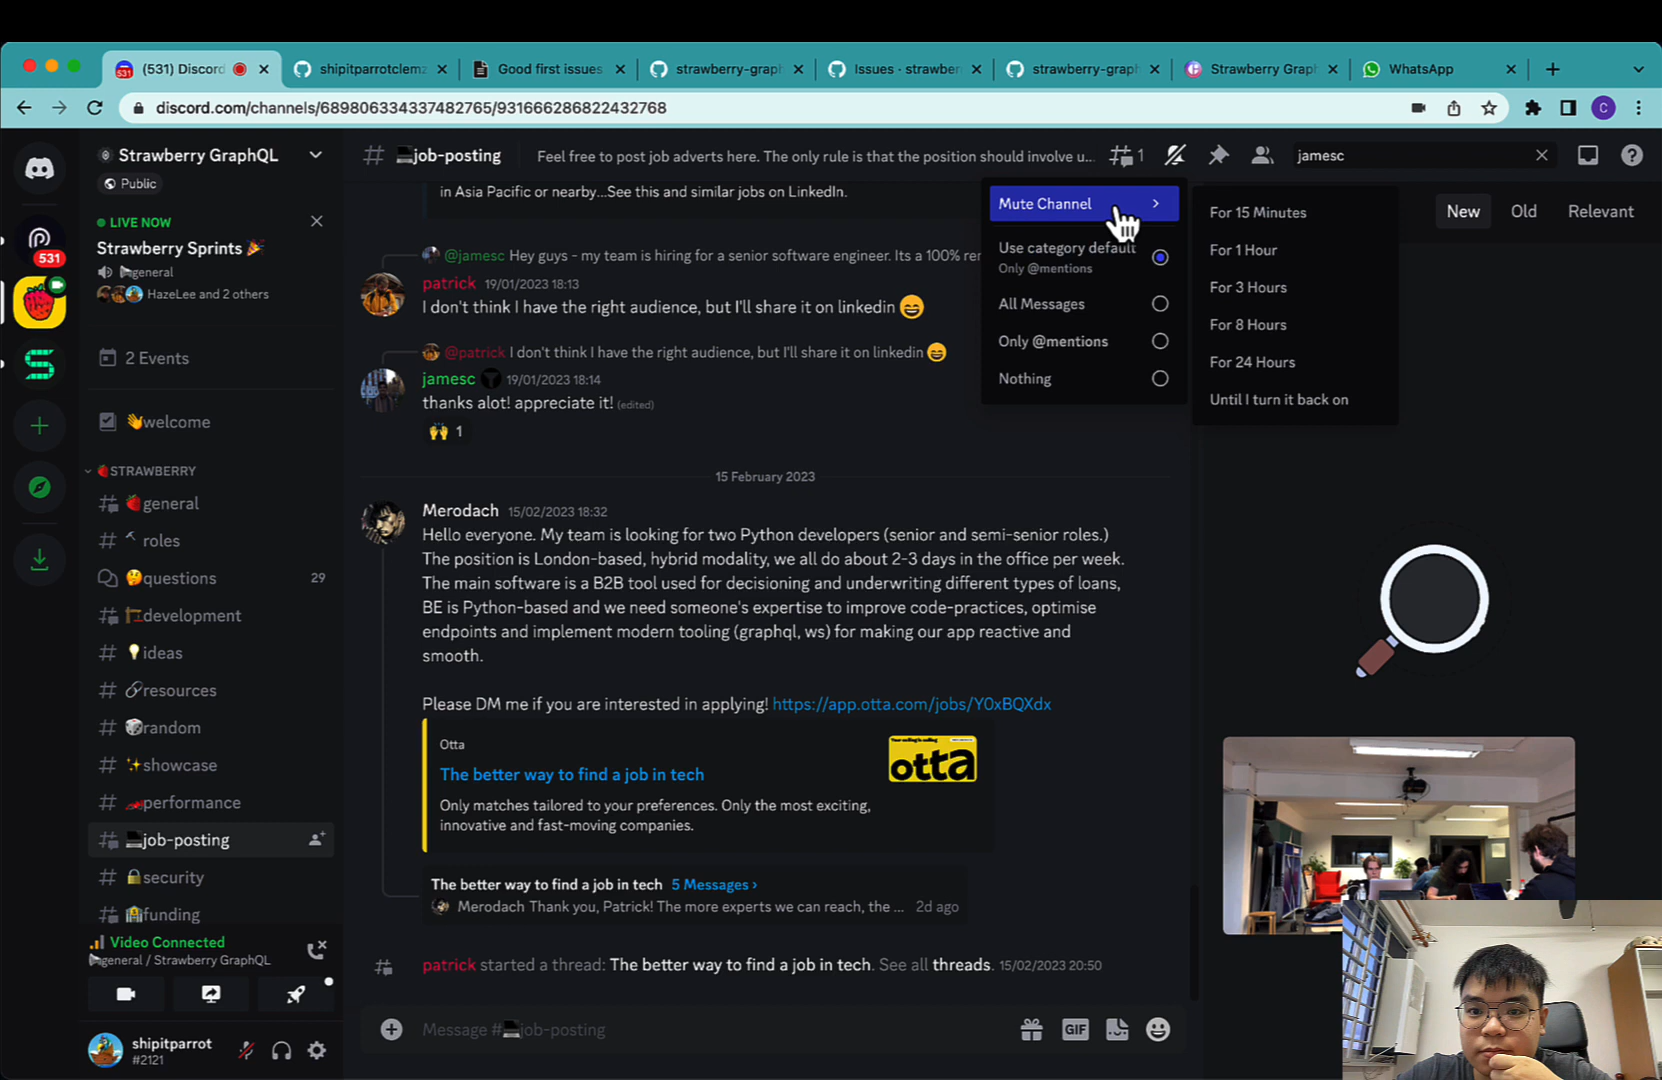 (531) Discord
shipitparrotclemz
Good first issues
strawberry-graph
Issues · strawber
strawberry-graph
Strawberry Graph
WhatsApp
discord.com/channels/689806334337482765/931666286822432768
C
Strawberry GraphQL
Public
LIVE NOW
Strawberry Sprints 🎉
general
HazeLee and 2 others
2 Events
👋welcome
🍓STRAWBERRY
🍓general
⛏ roles
🤔questions 29
🏗development
💡ideas
🔗resources
🎲random
✨showcase
🏎performance
💻job-posting
🔒security
🏦funding
Video Connected
general / Strawberry GraphQL
shipitparrot
#2121
531
531
# 💻job-posting
Feel free to post job adverts here. The only rule is that the position should involve u...
1
jamesc
in Asia Pacific or nearby...See this and similar jobs on LinkedIn.
@jamesc Hey guys - my team is hiring for a senior software engineer. Its a 100% rem
patrick 19/01/2023 18:13
I don't think I have the right audience, but I'll share it on linkedin 😄
@patrick I don't think I have the right audience, but I'll share it on linkedin 😄
jamesc 19/01/2023 18:14
thanks alot! appreciate it! (edited)
🙌 1
15 February 2023
Merodach 15/02/2023 18:32
Hello everyone. My team is looking for two Python developers (senior and semi-senior roles.)
The position is London-based, hybrid modality, we all do about 2-3 days in the office per week.
The main software is a B2B tool used for decisioning and underwriting different types of loans,
BE is Python-based and we need someone's expertise to improve code-practices, optimise
endpoints and implement modern tooling (graphql, ws) for making our app reactive and
smooth.
Please DM me if you are interested in applying! https://app.otta.com/jobs/Y0xBQXdx
Otta
The better way to find a job in tech
Only matches tailored to your preferences. Only the most exciting,
innovative and fast-moving companies.
otta
The better way to find a job in tech 5 Messages ›
Merodach Thank you, Patrick! The more experts we can reach, the ... 2d ago
patrick started a thread: The better way to find a job in tech. See all threads. 15/02/2023 20:50
Message #💻job-posting
GIF
Mute Channel
Use category default
Only @mentions
All Messages
Only @mentions
Nothing
For 15 Minutes
For 1 Hour
For 3 Hours
For 8 Hours
For 24 Hours
Until I turn it back on
New
Old
Relevant